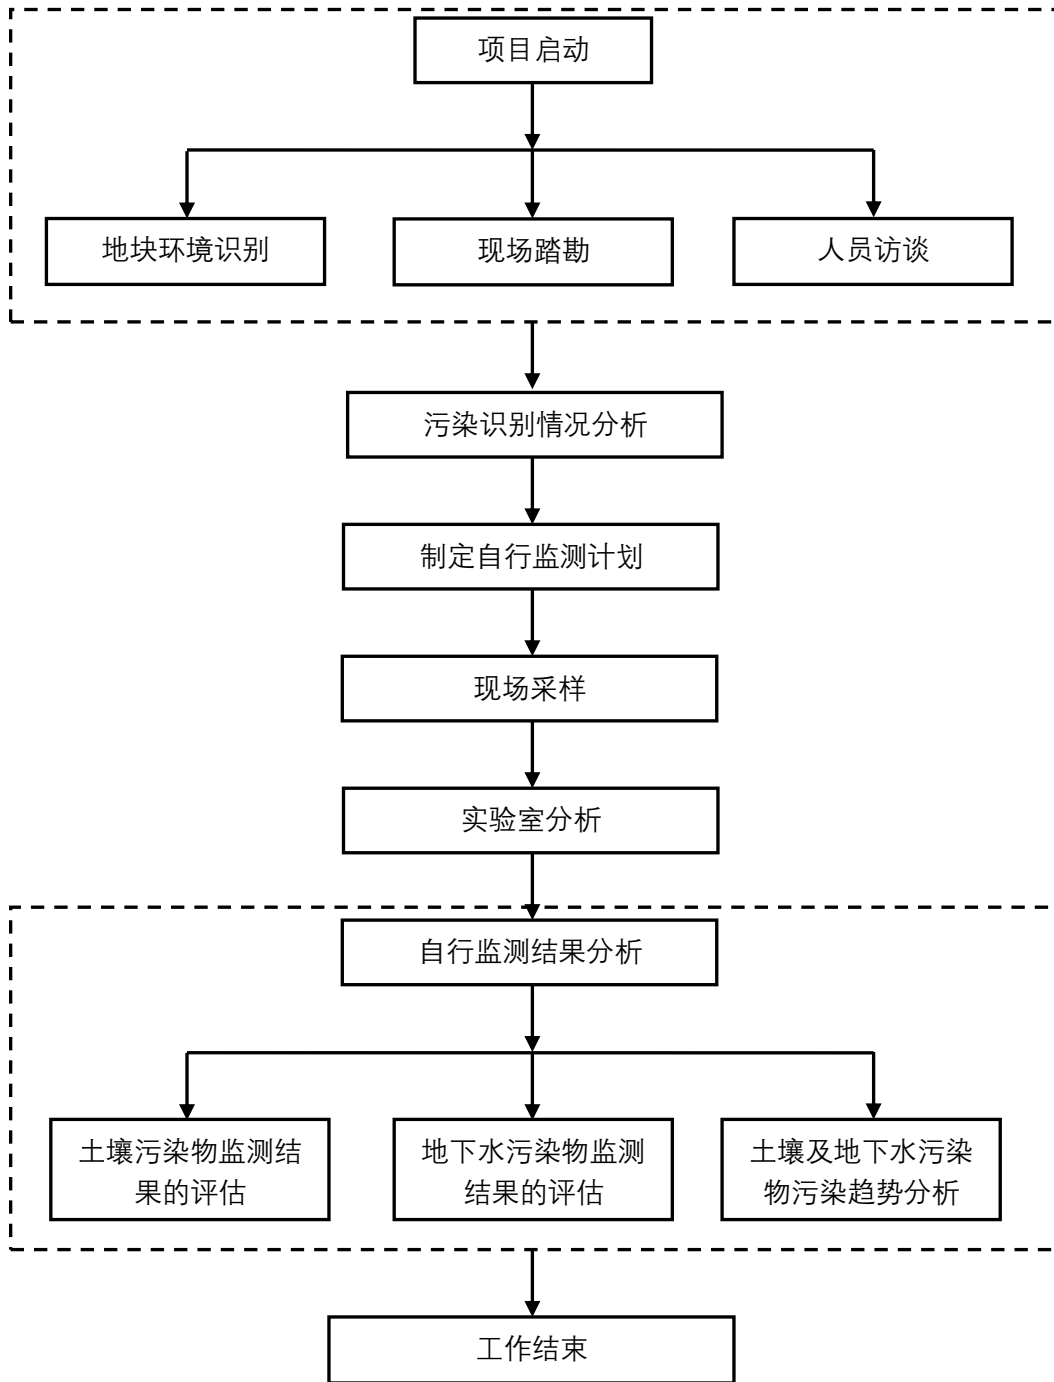 项目启动
地块环境识别
现场踏勘
人员访谈
污染识别情况分析
制定自行监测计划
现场采样
实验室分析
自行监测结果分析
土壤污染物监测结
果的评估
地下水污染物监测
结果的评估
土壤及地下水污染
物污染趋势分析
工作结束